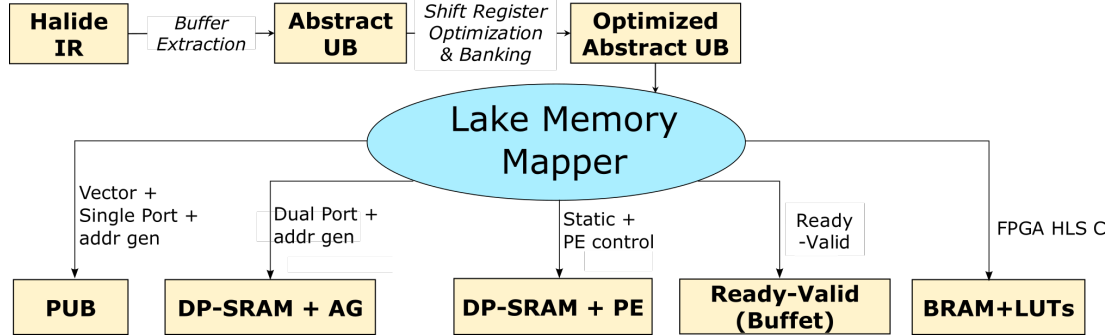 Halide
IR
Buffer
Extraction
Abstract
UB
Shift Register
Optimization
& Banking
Optimized
Abstract UB
Lake Memory
Mapper
Vector +
Single Port +
addr gen
Dual Port +
addr gen
Static +
PE control
Ready
-Valid
FPGA HLS C
PUB
DP-SRAM + AG
DP-SRAM + PE
Ready-Valid
(Buffet)
BRAM+LUTs